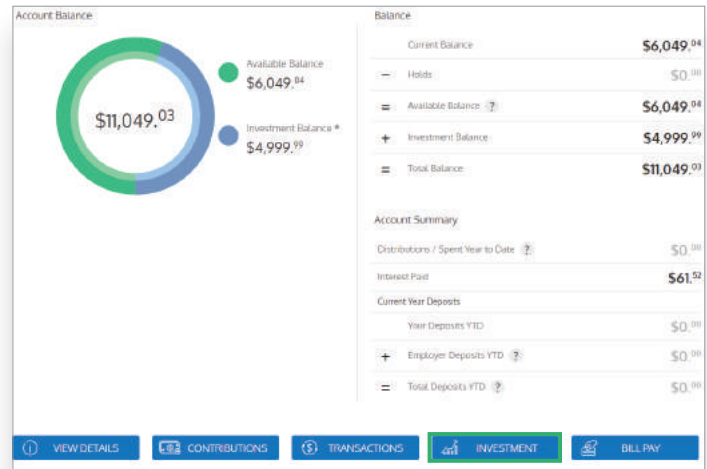 Account Balance
$11,049.03
Available Balance
$6,049.04
Investment Balance *
$4,999.99
Balance
Current Balance $6,049.04
− Holds $0.00
= Available Balance ? $6,049.04
+ Investment Balance $4,999.99
= Total Balance $11,049.03
Account Summary
Distributions / Spent Year to Date ? $0.00
Interest Paid $61.52
Current Year Deposits
Your Deposits YTD $0.00
+ Employer Deposits YTD ? $0.00
= Total Deposits YTD ? $0.00
VIEW DETAILS CONTRIBUTIONS TRANSACTIONS INVESTMENT BILL PAY